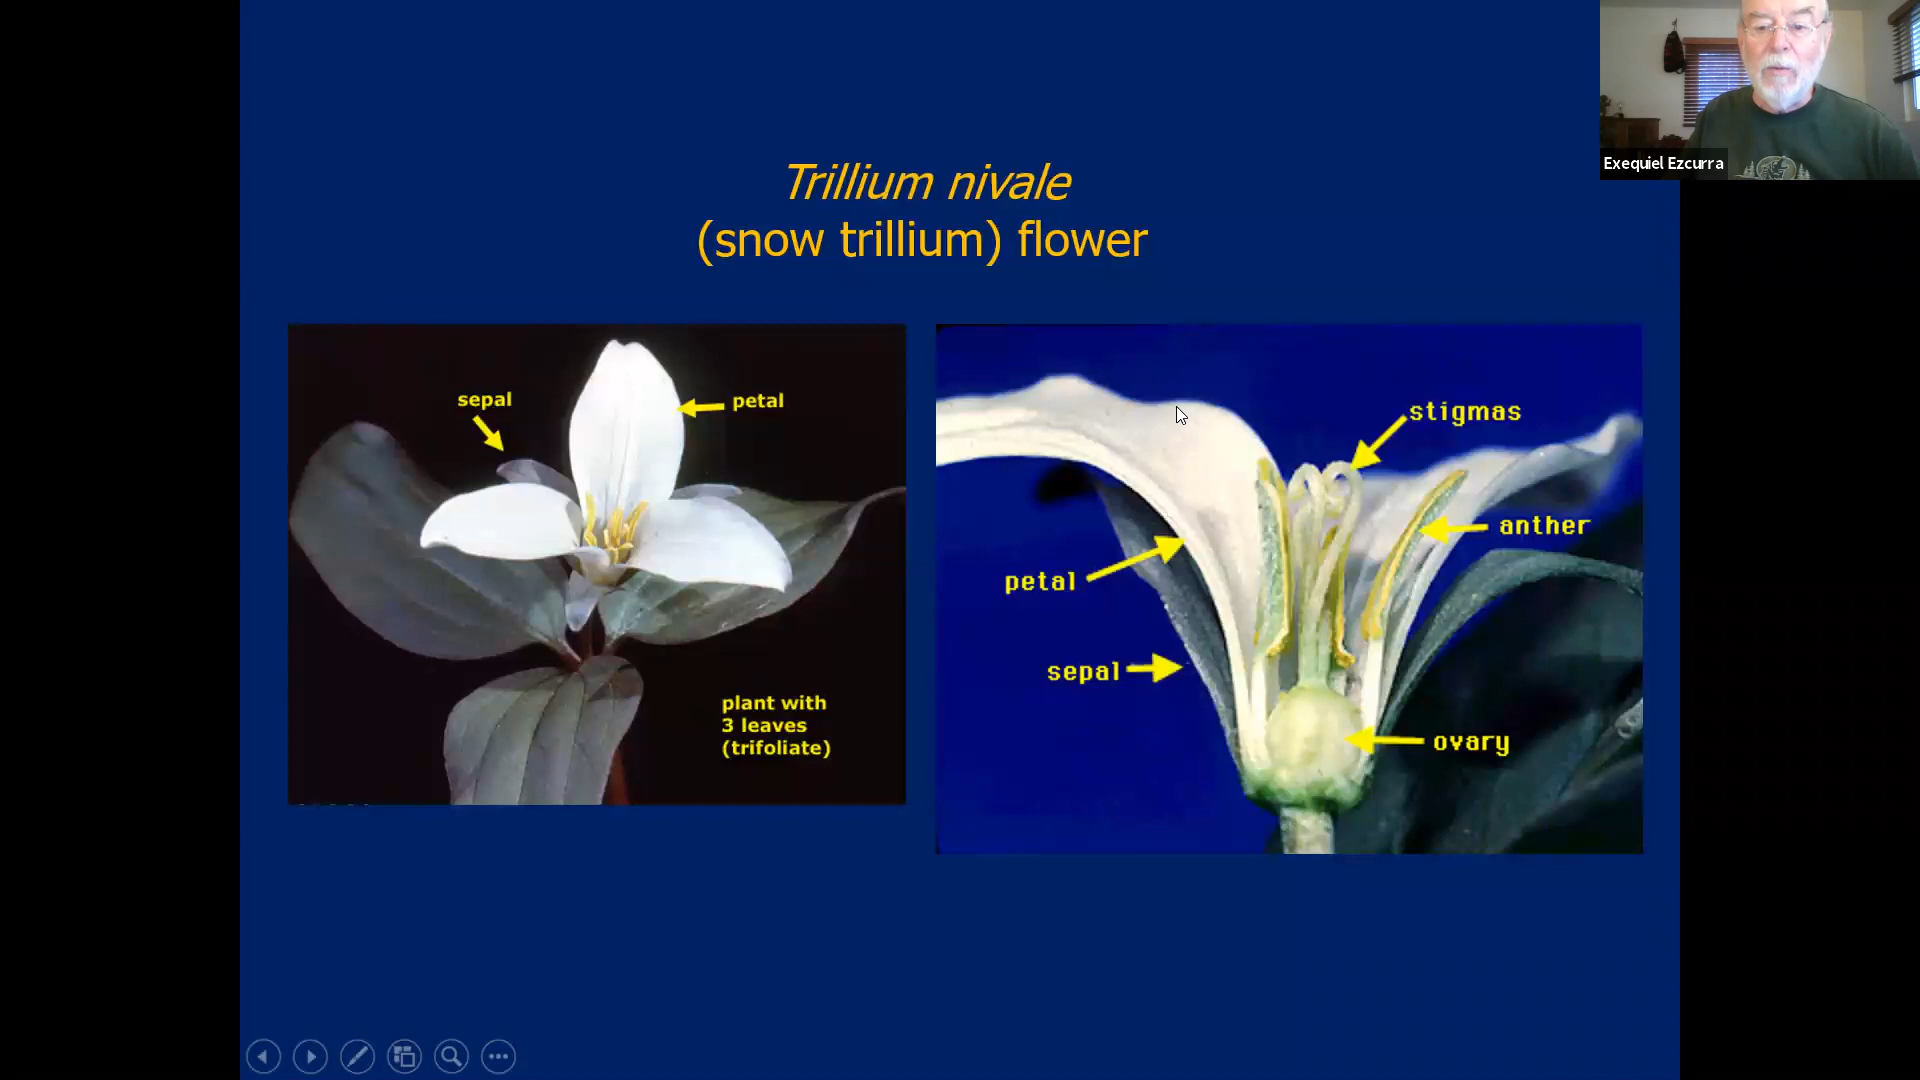 Trillium nivale
(snow trillium) flower
sepal
petal
plant with
3 leaves
(trifoliate)
stigmas
anther
petal
sepal
ovary
Exequiel Ezcurra